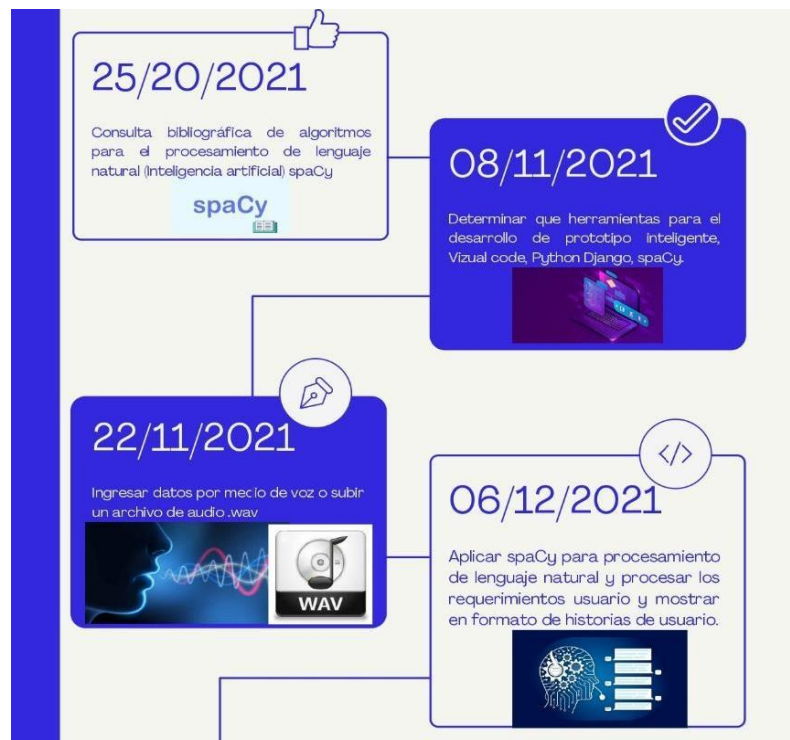 25/20/2021
Consulta bibliográfica de algoritmos
para el procesamiento de lenguaje
natural (Inteligencia artificial) spaCy
spaCy
08/11/2021
Determinar que herramientas para el
desarrollo de prototipo inteligente,
Vizual code, Python Django, spaCy.
22/11/2021
Ingresar datos por medio de voz o subir
un archivo de audio .wav
WAV
</>
06/12/2021
Aplicar spaCy para procesamiento
de lenguaje natural y procesar los
requerimientos usuario y mostrar
en formato de historias de usuario.